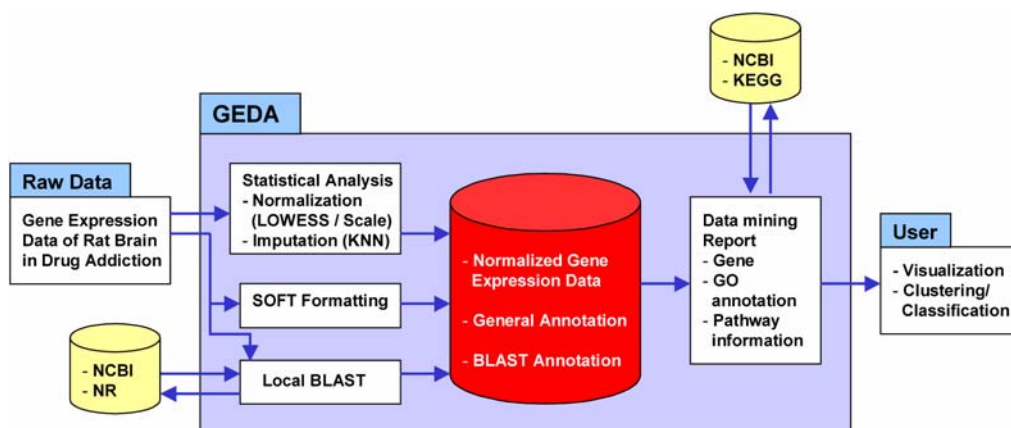 GEDA
Raw Data
Gene Expression
Data of Rat Brain
in Drug Addiction
- NCBI
- NR
Statistical Analysis
- Normalization
(LOWESS / Scale)
- Imputation (KNN)
SOFT Formatting
Local BLAST
- Normalized Gene
Expression Data
- General Annotation
- BLAST Annotation
- NCBI
- KEGG
Data mining
Report
- Gene
- GO
annotation
- Pathway
information
User
- Visualization
- Clustering/
Classification